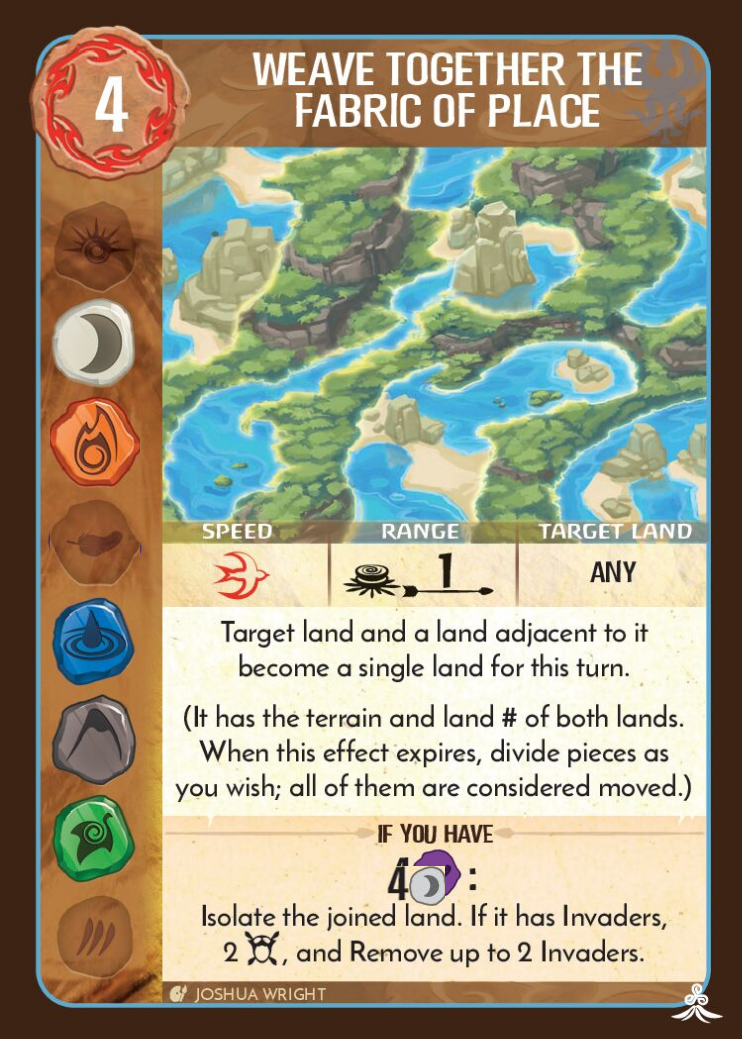 4
WEAVE TOGETHER THE
FABRIC OF PLACE
SPEED RANGE TARGET LAND
1 ANY
Target land and a land adjacent to it
become a single land for this turn.
(It has the terrain and land # of both lands.
When this effect expires, divide pieces as
you wish; all of them are considered moved.)
IF YOU HAVE
4 :
Isolate the joined land. If it has Invaders,
2 , and Remove up to 2 Invaders.
JOSHUA WRIGHT